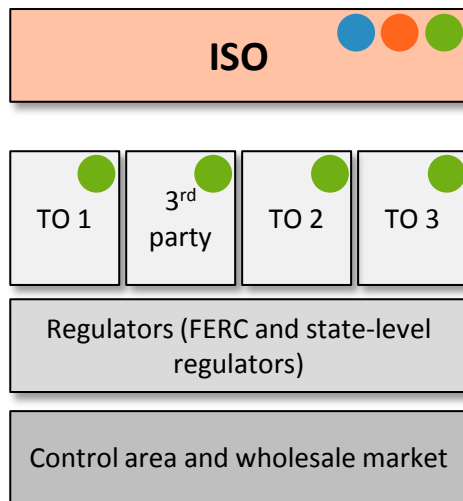 ISO
TO 1
3rd
party
TO 2
TO 3
Regulators (FERC and state-level
regulators)
Control area and wholesale market